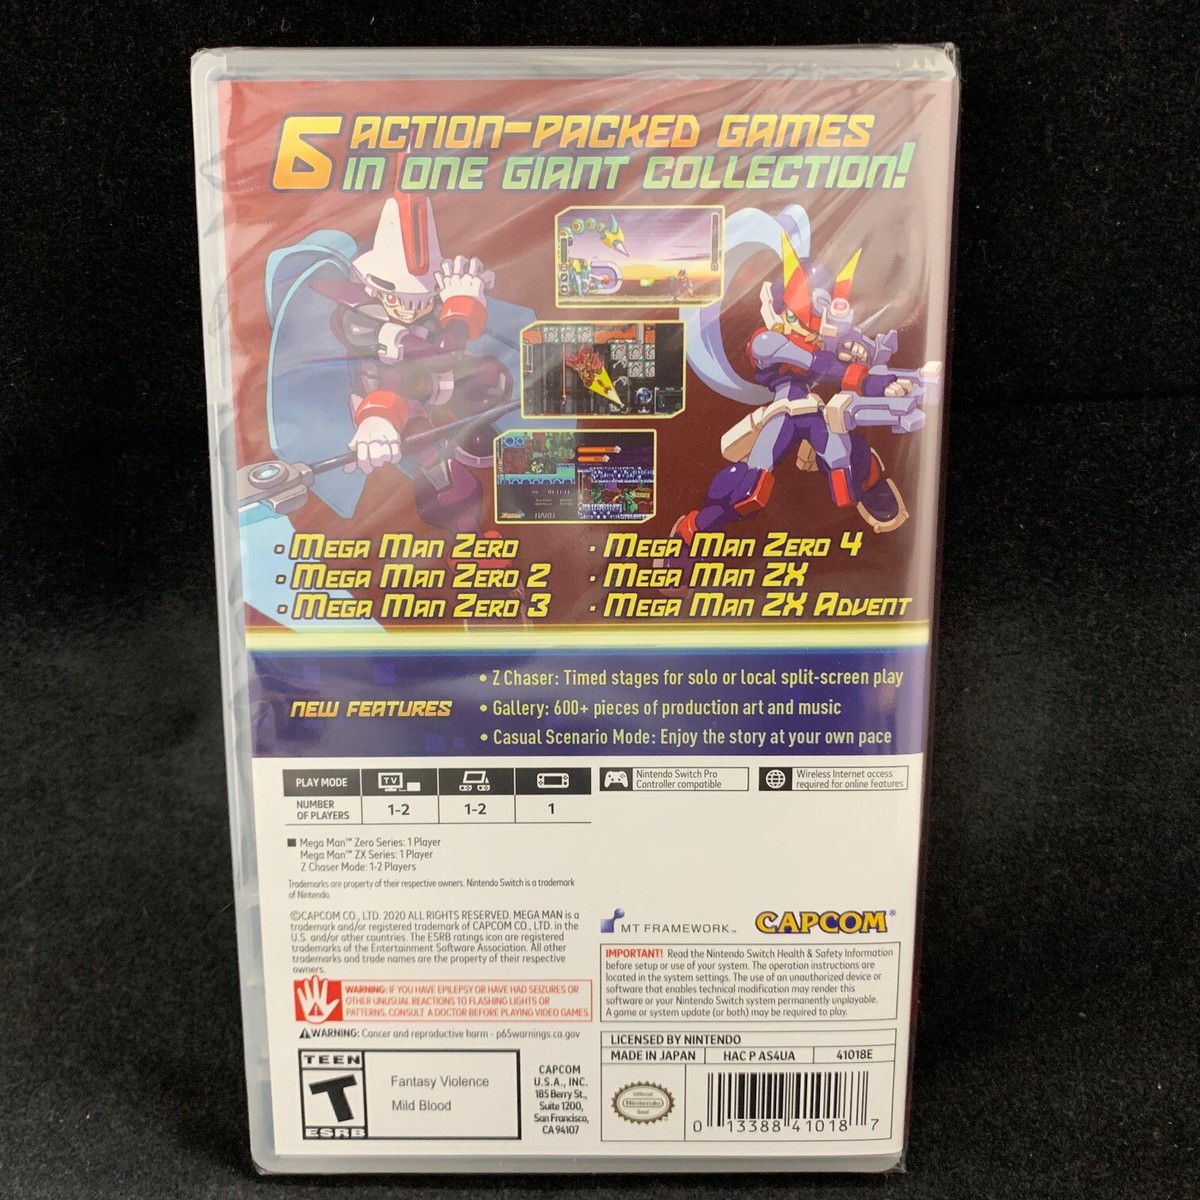 6 ACTION-PACKED GAMES
IN ONE GIANT COLLECTION!
• MEGA MAN ZERO
• MEGA MAN ZERO 2
• MEGA MAN ZERO 3
• MEGA MAN ZERO 4
• MEGA MAN ZX
• MEGA MAN ZX ADVENT
NEW FEATURES
• Z Chaser: Timed stages for solo or local split-screen play
• Gallery: 600+ pieces of production art and music
• Casual Scenario Mode: Enjoy the story at your own pace
PLAY MODE TV
NUMBER
OF PLAYERS 1-2 1-2 1
Nintendo Switch Pro
Controller compatible
Wireless Internet access
required for online features
■ Mega Man™ Zero Series: 1 Player
Mega Man™ ZX Series: 1 Player
Z Chaser Mode: 1-2 Players
Trademarks are property of their respective owners. Nintendo Switch is a trademark
of Nintendo.
©CAPCOM CO., LTD. 2020 ALL RIGHTS RESERVED. MEGA MAN is a
trademark and/or registered trademark of CAPCOM CO., LTD. in the
U.S. and/or other countries. The ESRB ratings icon are registered
trademarks of the Entertainment Software Association. All other
trademarks and trade names are the property of their respective
owners.
WARNING: IF YOU HAVE EPILEPSY OR HAVE HAD SEIZURES OR
OTHER UNUSUAL REACTIONS TO FLASHING LIGHTS OR
PATTERNS, CONSULT A DOCTOR BEFORE PLAYING VIDEO GAMES.
WARNING: Cancer and reproductive harm - p65warnings.ca.gov
TEEN
T
ESRB
Fantasy Violence
Mild Blood
CAPCOM
U.S.A., INC.
185 Berry St.,
Suite 1200,
San Francisco,
CA 94107
MT FRAMEWORK™
CAPCOM®
IMPORTANT! Read the Nintendo Switch Health & Safety Information
before setup or use of your system. The operation instructions are
located in the system settings. The use of an unauthorized device or
software that enables technical modification may render this
software or your Nintendo Switch system permanently unplayable.
A game or system update (or both) may be required to play.
LICENSED BY NINTENDO
MADE IN JAPAN HAC P AS4UA 41018E
Official
Nintendo
Seal
0 13388 41018 7